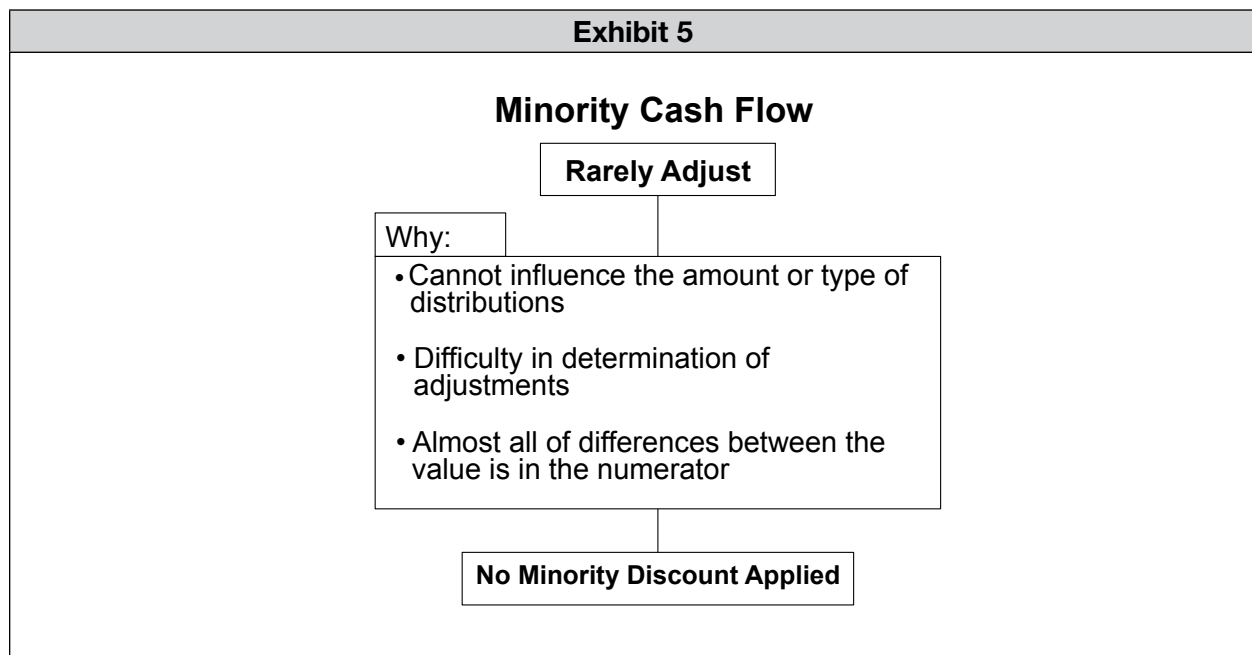 Exhibit 5
Minority Cash Flow
Rarely Adjust
Why:
• Cannot influence the amount or type of
distributions
• Difficulty in determination of
adjustments
• Almost all of differences between the
value is in the numerator
No Minority Discount Applied